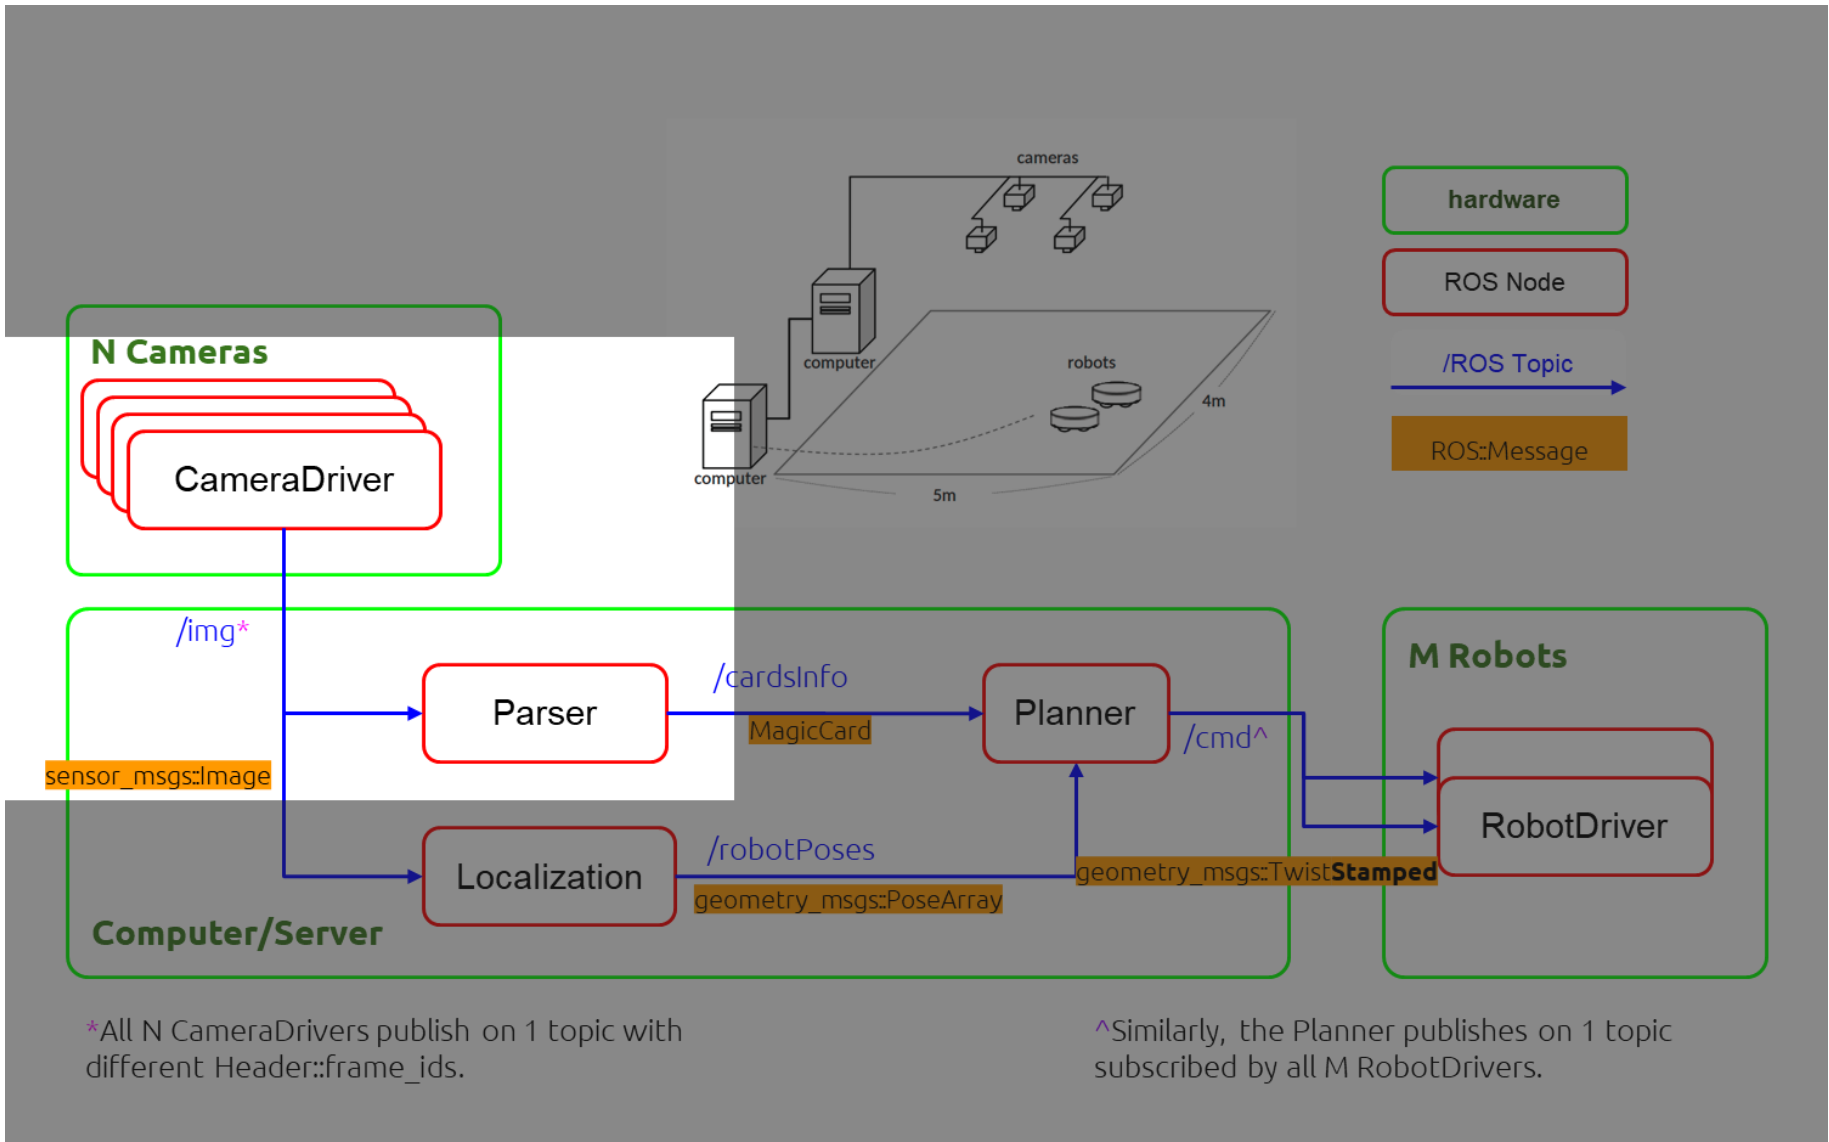 cameras
hardware
ROS Node
N Cameras
computer
robots
/ROS Topic
4m
CameraDriver
ROS::Message
computer
5m
/img*
M Robots
/cardsInfo
Parser
Planner
MagicCard
/cmd^
sensor_msgs::Image
RobotDriver
/robotPoses
Localization
geometry_msgs::TwistStamped
geometry_msgs::PoseArray
Computer/Server
*All N CameraDrivers publish on 1 topic with
different Header::frame_ids.
^Similarly, the Planner publishes on 1 topic
subscribed by all M RobotDrivers.